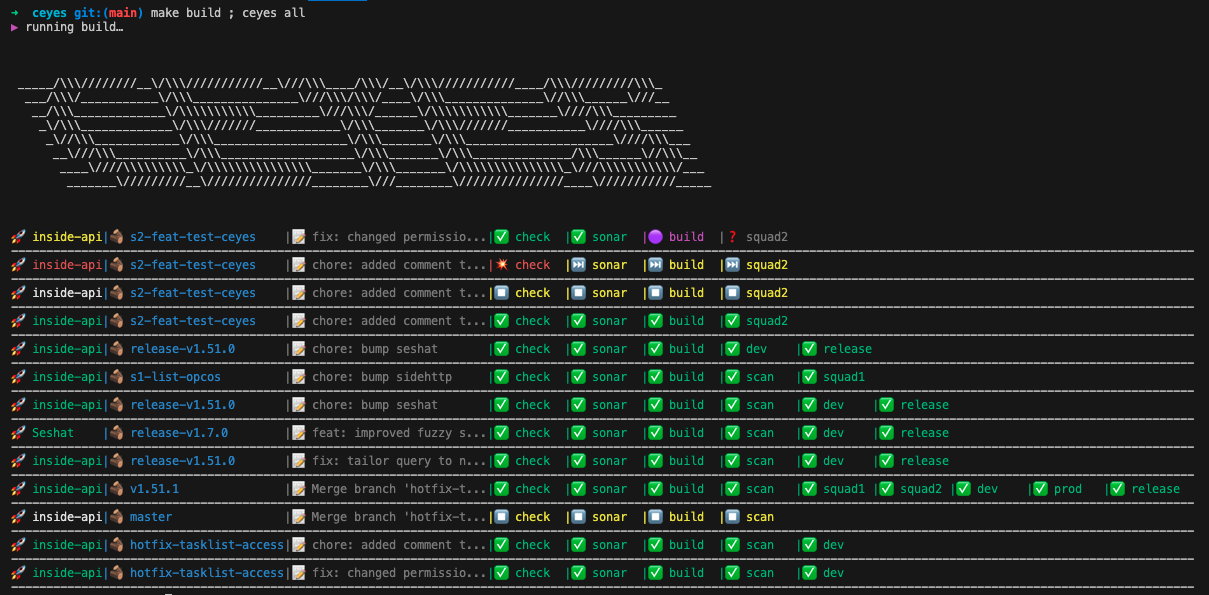 → ceyes git:(main) make build ; ceyes all
▶ running build…
🚀 inside-api|🪵 s2-feat-test-ceyes |📝 fix: changed permissio...|✅ check |✅ sonar |🟣 build |❓ squad2
🚀 inside-api|🪵 s2-feat-test-ceyes |📝 chore: added comment t...|💥 check |⏭️ sonar |⏭️ build |⏭️ squad2
🚀 inside-api|🪵 s2-feat-test-ceyes |📝 chore: added comment t...|⏹️ check |⏹️ sonar |⏹️ build |⏹️ squad2
🚀 inside-api|🪵 s2-feat-test-ceyes |📝 chore: added comment t...|✅ check |✅ sonar |✅ build |✅ squad2
🚀 inside-api|🪵 release-v1.51.0 |📝 chore: bump seshat |✅ check |✅ sonar |✅ build |✅ dev |✅ release
🚀 inside-api|🪵 s1-list-opcos |📝 chore: bump sidehttp |✅ check |✅ sonar |✅ build |✅ scan |✅ squad1
🚀 inside-api|🪵 release-v1.51.0 |📝 chore: bump seshat |✅ check |✅ sonar |✅ build |✅ scan |✅ dev |✅ release
🚀 Seshat |🪵 release-v1.7.0 |📝 feat: improved fuzzy s...|✅ check |✅ sonar |✅ build |✅ scan |✅ dev |✅ release
🚀 inside-api|🪵 release-v1.51.0 |📝 fix: tailor query to n...|✅ check |✅ sonar |✅ build |✅ scan |✅ dev |✅ release
🚀 inside-api|🪵 v1.51.1 |📝 Merge branch 'hotfix-t...|✅ check |✅ sonar |✅ build |✅ scan |✅ squad1 |✅ squad2 |✅ dev |✅ prod |✅ release
🚀 inside-api|🪵 master |📝 Merge branch 'hotfix-t...|⏹️ check |⏹️ sonar |⏹️ build |⏹️ scan
🚀 inside-api|🪵 hotfix-tasklist-access|📝 chore: added comment t...|✅ check |✅ sonar |✅ build |✅ scan |✅ dev
🚀 inside-api|🪵 hotfix-tasklist-access|📝 fix: changed permissio...|✅ check |✅ sonar |✅ build |✅ scan |✅ dev